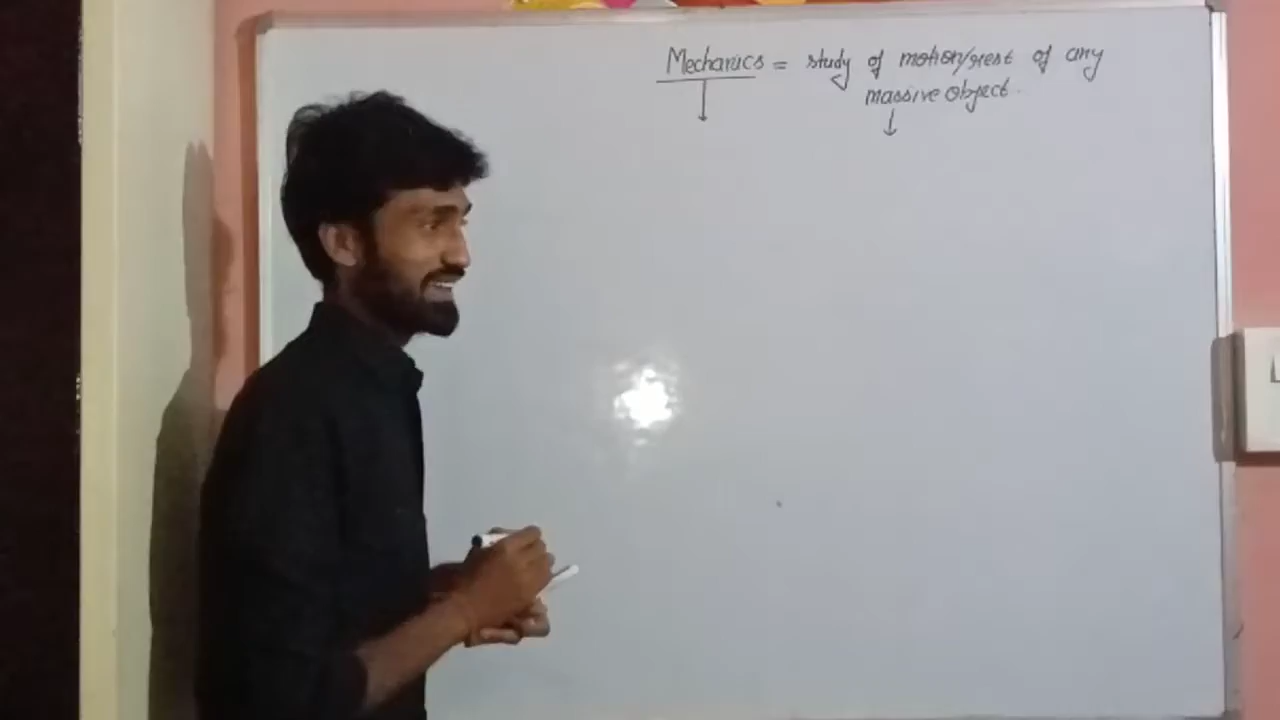 Mechanics = study of motion/rest of any
massive object.